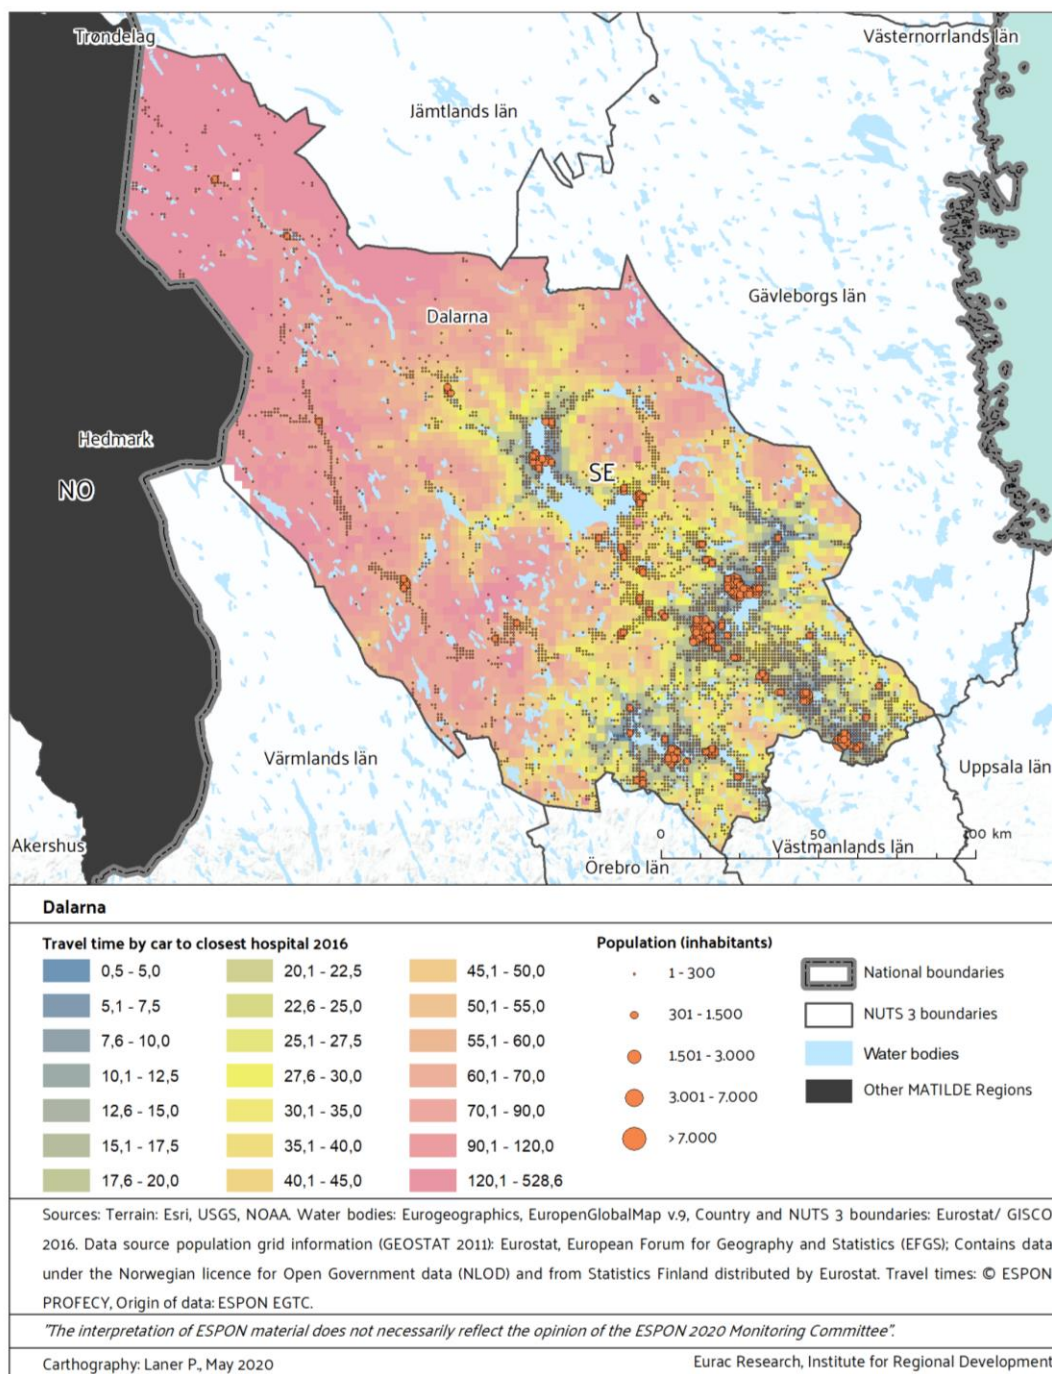 Trøndelag
Västernorrlands län
Jämtlands län
Gävleborgs län
Dalarna
Hedmark
SE
NO
Värmlands län
Uppsala län
0 50 100 km
Akershus
Västmanlands län
Örebro län
Dalarna
Travel time by car to closest hospital 2016
0,5 - 5,0
5,1 - 7,5
7,6 - 10,0
10,1 - 12,5
12,6 - 15,0
15,1 - 17,5
17,6 - 20,0
20,1 - 22,5
22,6 - 25,0
25,1 - 27,5
27,6 - 30,0
30,1 - 35,0
35,1 - 40,0
40,1 - 45,0
45,1 - 50,0
50,1 - 55,0
55,1 - 60,0
60,1 - 70,0
70,1 - 90,0
90,1 - 120,0
120,1 - 528,6
Population (inhabitants)
1 - 300
301 - 1.500
1.501 - 3.000
3.001 - 7.000
> 7.000
National boundaries
NUTS 3 boundaries
Water bodies
Other MATILDE Regions
Sources: Terrain: Esri, USGS, NOAA. Water bodies: Eurogeographics, EuropenGlobalMap v.9, Country and NUTS 3 boundaries: Eurostat/ GISCO
2016. Data source population grid information (GEOSTAT 2011): Eurostat, European Forum for Geography and Statistics (EFGS); Contains data
under the Norwegian licence for Open Government data (NLOD) and from Statistics Finland distributed by Eurostat. Travel times: © ESPON
PROFECY, Origin of data: ESPON EGTC.
"The interpretation of ESPON material does not necessarily reflect the opinion of the ESPON 2020 Monitoring Committee".
Carthography: Laner P., May 2020
Eurac Research, Institute for Regional Development